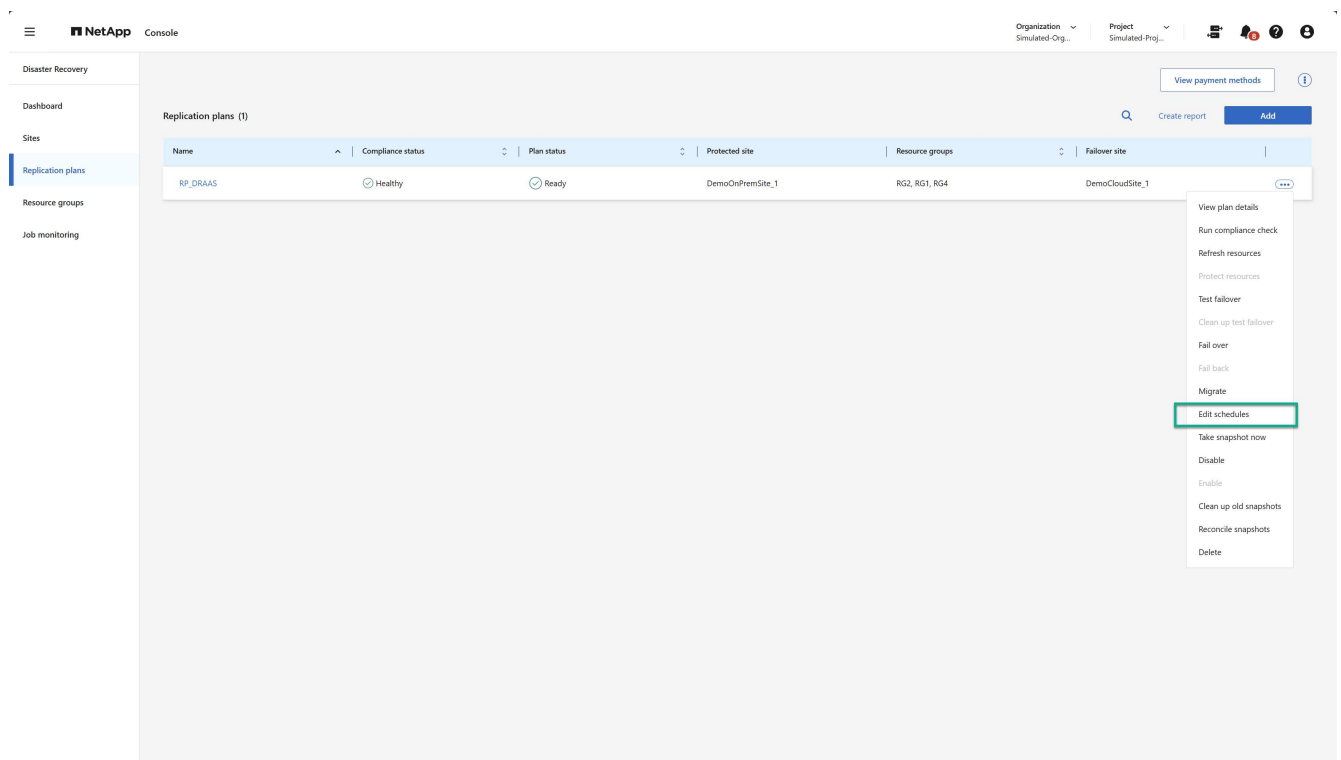 NetApp Console
Organization
Simulated-Org...
Project
Simulated-Proj...
8
Disaster Recovery
Dashboard
Sites
Replication plans
Resource groups
Job monitoring
View payment methods
Replication plans (1)
Create report
Add
Name Compliance status Plan status Protected site Resource groups Failover site
RP_DRAAS Healthy Ready DemoOnPremSite_1 RG2, RG1, RG4 DemoCloudSite_1
View plan details
Run compliance check
Refresh resources
Protect resources
Test failover
Clean up test failover
Fail over
Fail back
Migrate
Edit schedules
Take snapshot now
Disable
Enable
Clean up old snapshots
Reconcile snapshots
Delete